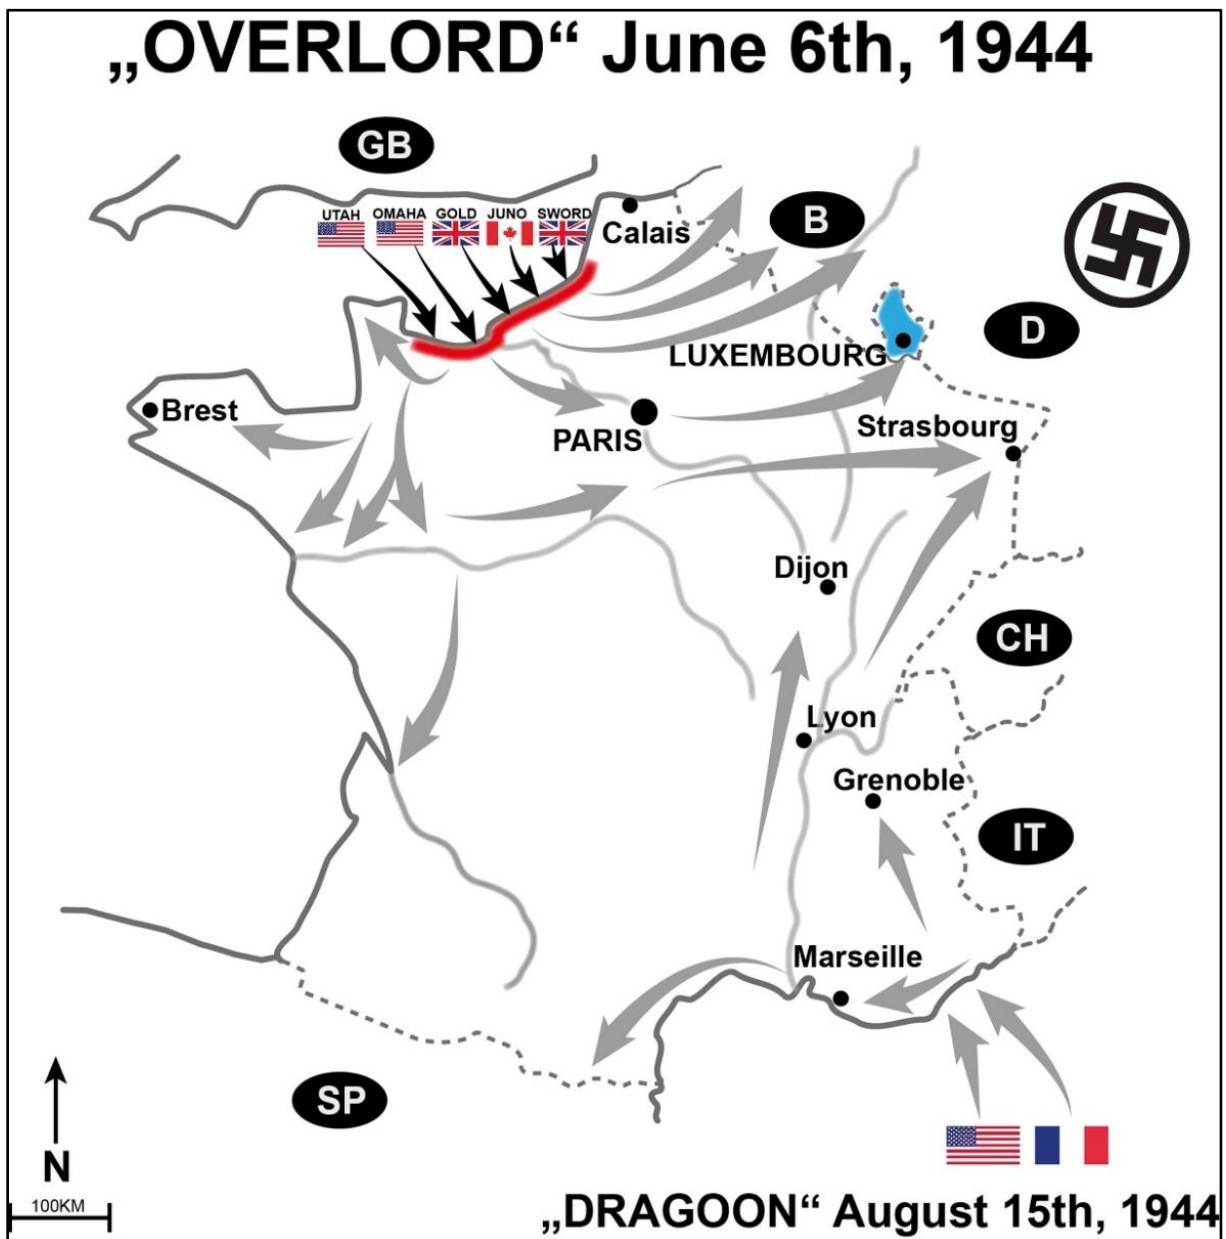 „OVERLORD“ June 6th, 1944
GB
UTAH OMAHA GOLD JUNO SWORD
Calais
B
D
LUXEMBOURG
Brest
PARIS
Strasbourg
Dijon
CH
Lyon
Grenoble
IT
Marseille
SP
N
100KM
„DRAGOON“ August 15th, 1944